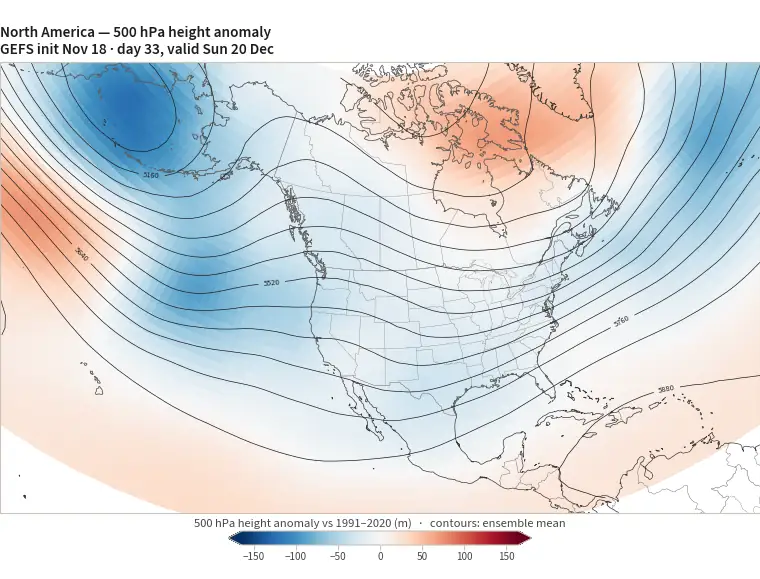 North America — 500 hPa height anomaly
GEFS init Nov 18 · day 33, valid Sun 20 Dec
5160
5640
5520
5760
5880
500 hPa height anomaly vs 1991–2020 (m) · contours: ensemble mean
−150 −100 −50 0 50 100 150